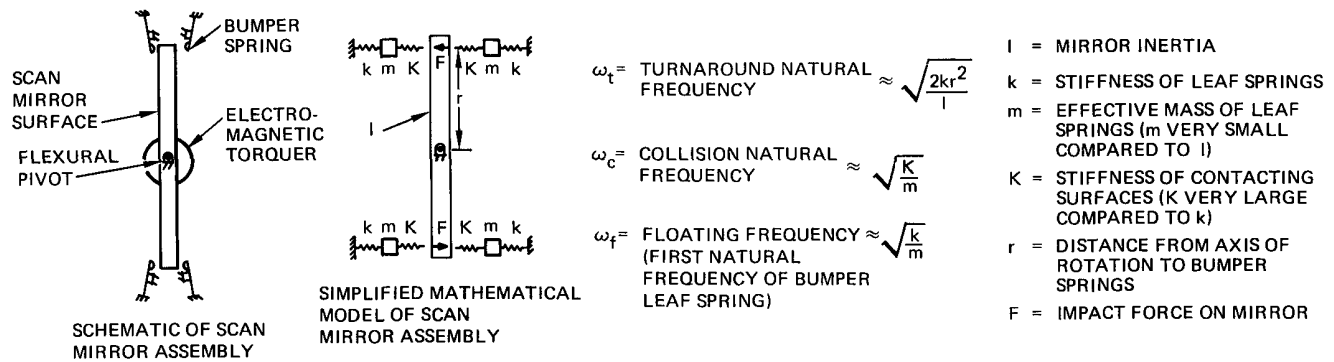 BUMPER
SPRING
SCAN
MIRROR
SURFACE
ELECTRO-
MAGNETIC
TORQUER
FLEXURAL
PIVOT
SCHEMATIC OF SCAN
MIRROR ASSEMBLY
k m K F K m k
r
I
k m K F K m k
SIMPLIFIED MATHEMATICAL
MODEL OF SCAN
MIRROR ASSEMBLY
ωt= TURNAROUND NATURAL
FREQUENCY ≈ √(2kr²/I)
ωc= COLLISION NATURAL
FREQUENCY ≈ √(K/m)
ωf= FLOATING FREQUENCY ≈ √(k/m)
(FIRST NATURAL
FREQUENCY OF BUMPER
LEAF SPRING)
I = MIRROR INERTIA
k = STIFFNESS OF LEAF SPRINGS
m = EFFECTIVE MASS OF LEAF
SPRINGS (m VERY SMALL
COMPARED TO I)
K = STIFFNESS OF CONTACTING
SURFACES (K VERY LARGE
COMPARED TO k)
r = DISTANCE FROM AXIS OF
ROTATION TO BUMPER
SPRINGS
F = IMPACT FORCE ON MIRROR